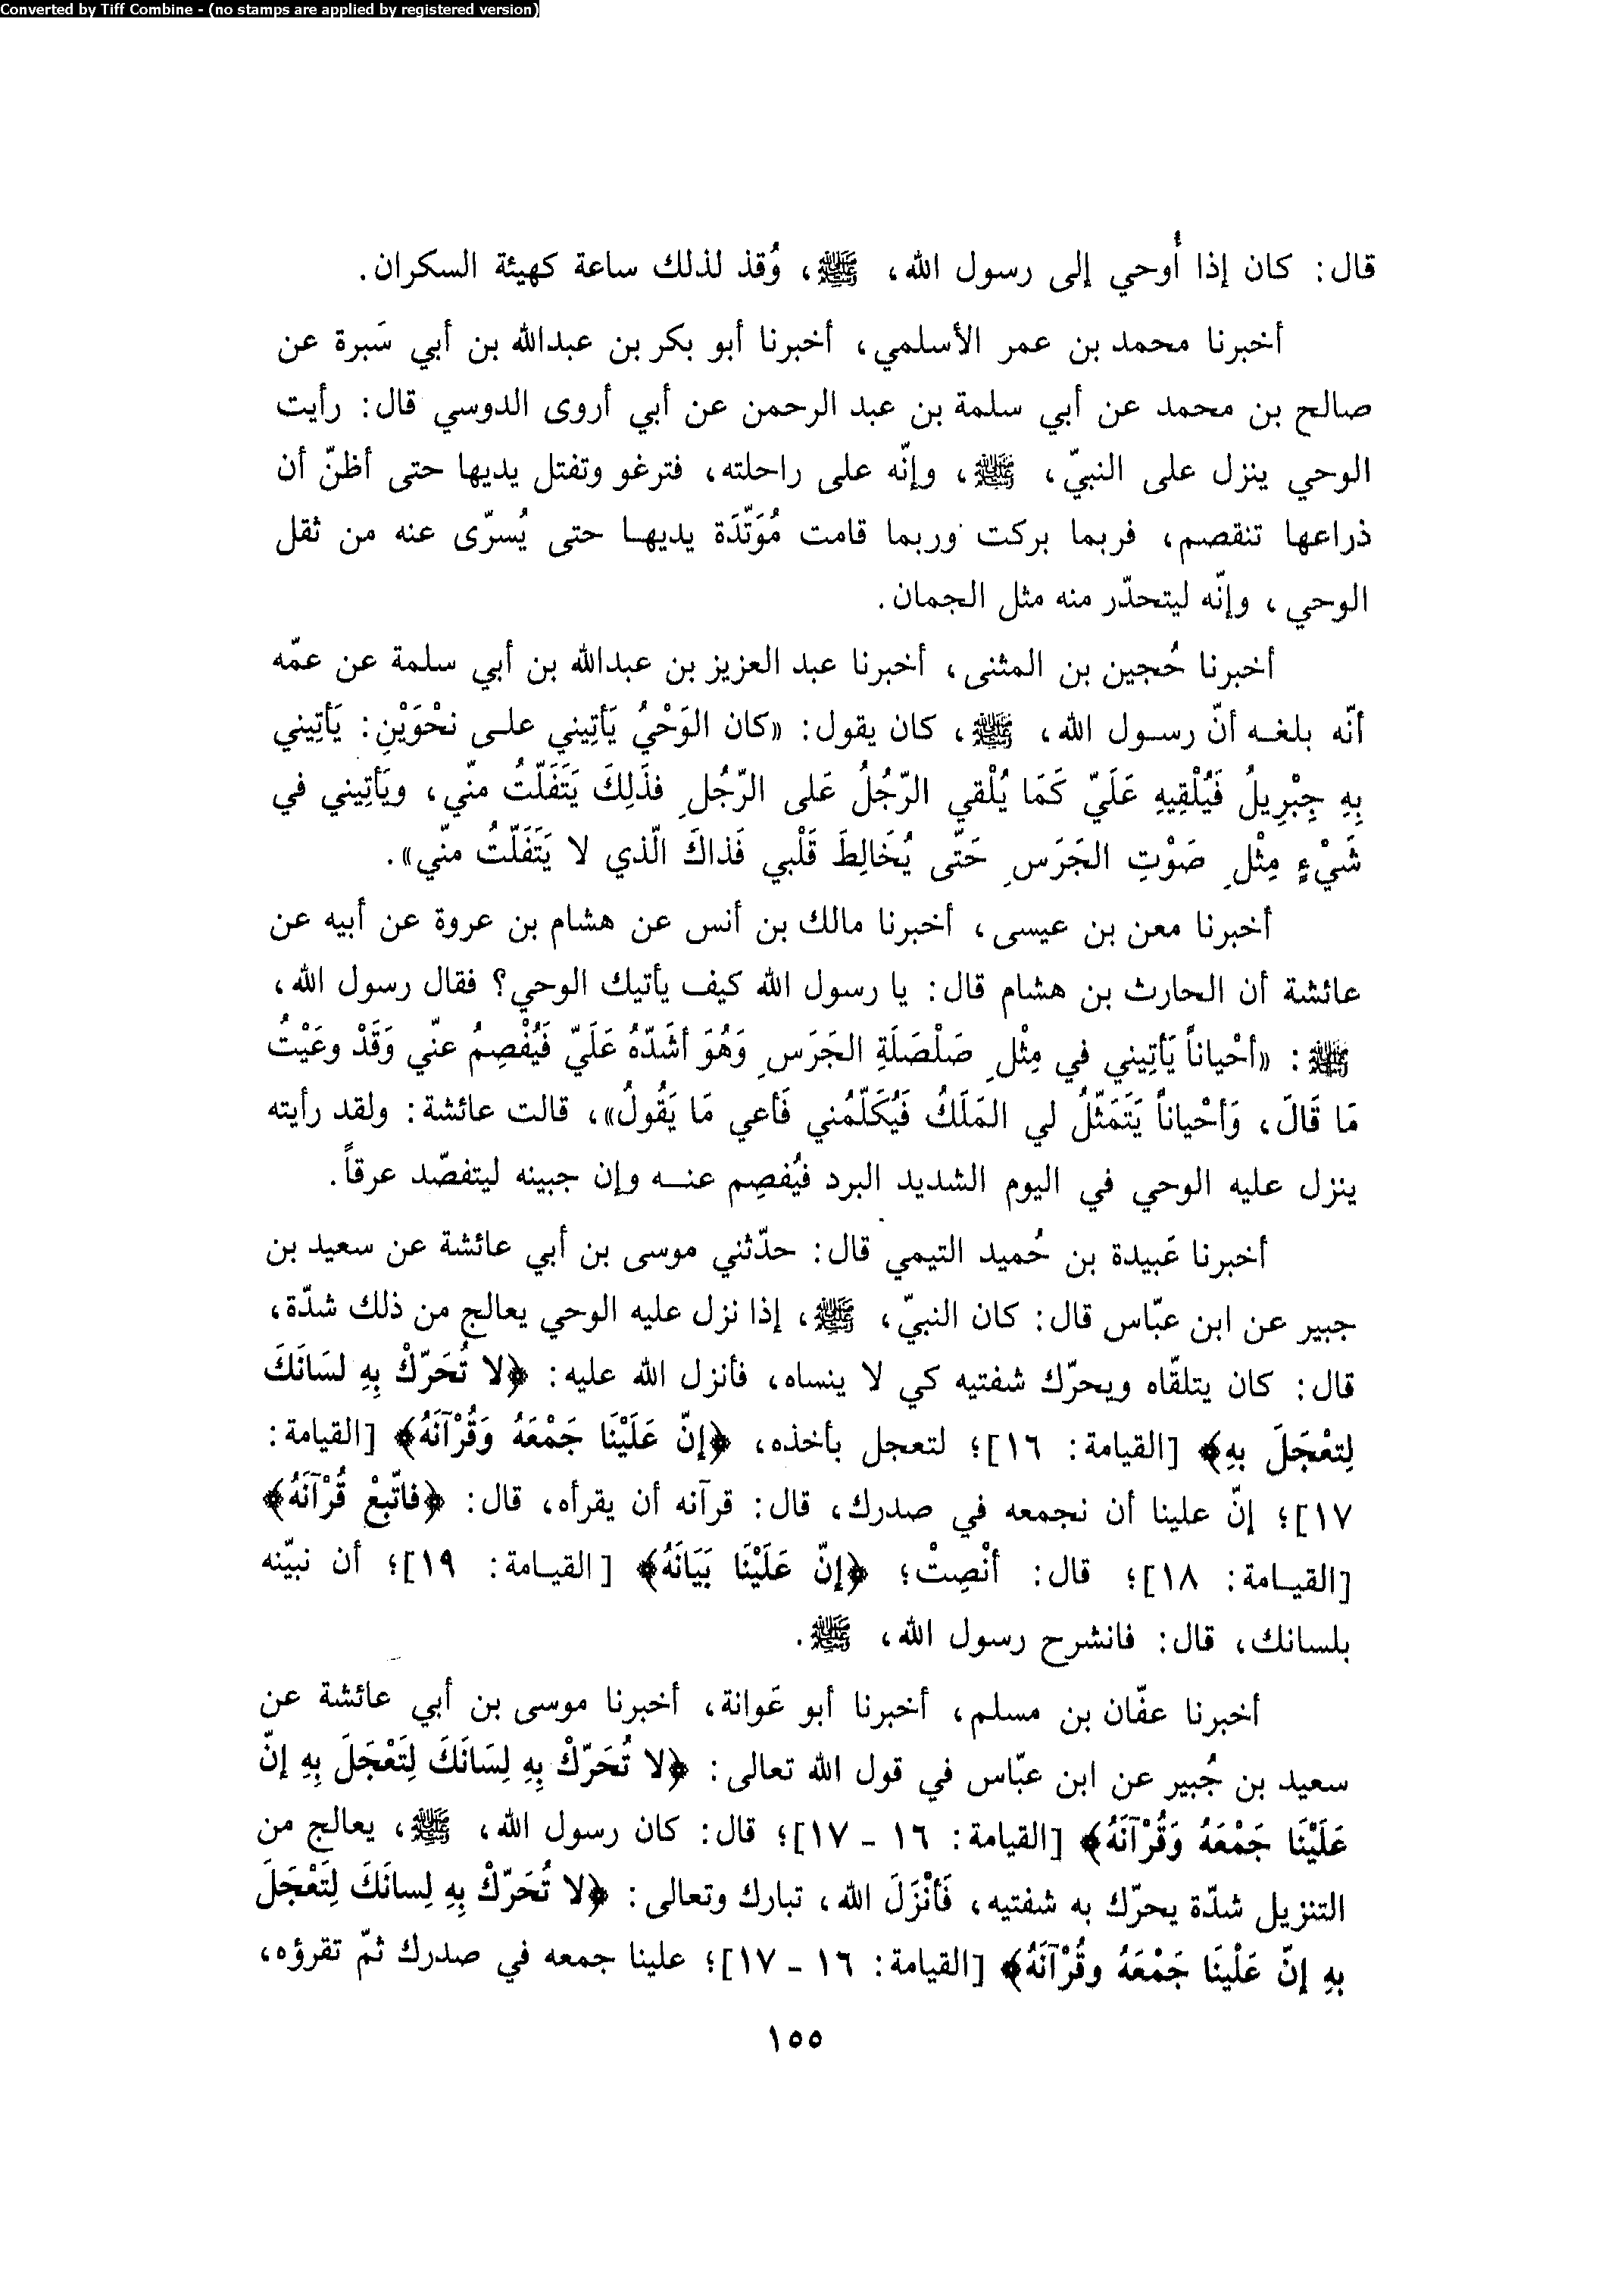 Converted by Tiff Combine - (no stamps are applied by registered version)
قال: كان إذا أُوحي إلى رسول الله، ﷺ، وُقذ لذلك ساعة كهيئة السكران.
أخبرنا محمد بن عمر الأسلمي، أخبرنا أبو بكر بن عبدالله بن أبي سَبرة عن
صالح بن محمد عن أبي سلمة بن عبد الرحمن عن أبي أروى الدوسي قال: رأيت
الوحي ينزل على النبيّ، ﷺ، وإنّه على راحلته، فترغو وتفتل يديها حتى أظنّ أن
ذراعها تنقصم، فربما بركت وربما قامت مُوَتّدَة يديهـا حتى يُسرّى عنه من ثقل
الوحي، وإنّه ليتحدّر منه مثل الجمان.
أخبرنا حُجين بن المثنى، أخبرنا عبد العزيز بن عبدالله بن أبي سلمة عن عمّه
أنّه بلغـه أنّ رسـول الله، ﷺ، كان يقول: «كان الوَحْيُ يَأتِيني علـى نحْوَيْنِ: يَأتِيني
بِهِ جِبْرِيلُ فَيُلْقِيهِ عَلَيّ كَمَا يُلْقي الرّجُلُ عَلى الرّجُلِ فذَلِكَ يَتَفَلّتُ منّي، ويَأتِيني في
شَيْءٍ مِثْلِ صَوْتِ الجَرَسِ حَتّى يُخَالِطَ قَلْبي فَذاكَ الّذي لا يَتَفَلّتُ منّي».
أخبرنا معن بن عيسى، أخبرنا مالك بن أنس عن هشام بن عروة عن أبيه عن
عائشة أن الحارث بن هشام قال: يا رسول الله كيف يأتيك الوحي؟ فقال رسول الله،
ﷺ: «أحْياناً يَأتِيني في مِثْلِ صَلْصَلَةِ الجَرَسِ وَهُوَ أشَدّهُ عَلَيّ فَيُفْصِمُ عنّي وَقَدْ وعَيْتُ
مَا قَالَ، وَأحْياناً يَتَمَثّلُ لي المَلَكُ فَيُكَلّمُني فَأعي مَا يَقُولُ»، قالت عائشة: ولقد رأيته
ينزل عليه الوحي في اليوم الشديد البرد فيُفصِم عنـه وإن جبينه ليتفصّد عرقاً.
أخبرنا عَبيدة بن حُميد التيمي قال: حدّثني موسى بن أبي عائشة عن سعيد بن
جبير عن ابن عبّاس قال: كان النبيّ، ﷺ، إذا نزل عليه الوحي يعالج من ذلك شدّة،
قال: كان يتلقّاه ويحرّك شفتيه كي لا ينساه، فأنزل الله عليه: ﴿لا تُحَرّكْ بِهِ لسَانَكَ
لِتعْجَلَ بهِ﴾ [القيامة: ١٦]؛ لتعجل بأخذه، ﴿إنّ عَلَيْنَا جَمْعَهُ وَقُرْآنَهُ﴾ [القيامة:
١٧]؛ إنّ علينا أن نجمعه في صدرك، قال: قرآنه أن يقرأه، قال: ﴿فاتّبِعْ قُرْآنَهُ﴾
[القيـامة: ١٨]؛ قال: أنْصِتْ؛ ﴿إنّ عَلَيْنَا بَيَانَهُ﴾ [القيـامة: ١٩]؛ أن نبيّنه
بلسانك، قال: فانشرح رسول الله، ﷺ.
أخبرنا عفّان بن مسلم، أخبرنا أبو عَوانة، أخبرنا موسى بن أبي عائشة عن
سعيد بن جُبير عن ابن عبّاس في قول الله تعالى: ﴿لا تُحَرّكْ بِهِ لِسَانَكَ لِتَعْجَلَ بِهِ إنّ
عَلَيْنَا جَمْعَهُ وَقُرْآنَهُ﴾ [القيامة: ١٦ - ١٧]؛ قال: كان رسول الله، ﷺ، يعالج من
التنزيل شدّة يحرّك به شفتيه، فَأنْزَلَ الله، تبارك وتعالى: ﴿لا تُحَرّكْ بِهِ لِسانَكَ لِتَعْجَلَ
بِهِ إنّ عَلْينَا جَمْعَهُ وقُرْآنَهُ﴾ [القيامة: ١٦ - ١٧]؛ علينا جمعه في صدرك ثمّ تقرؤه،
١٥٥